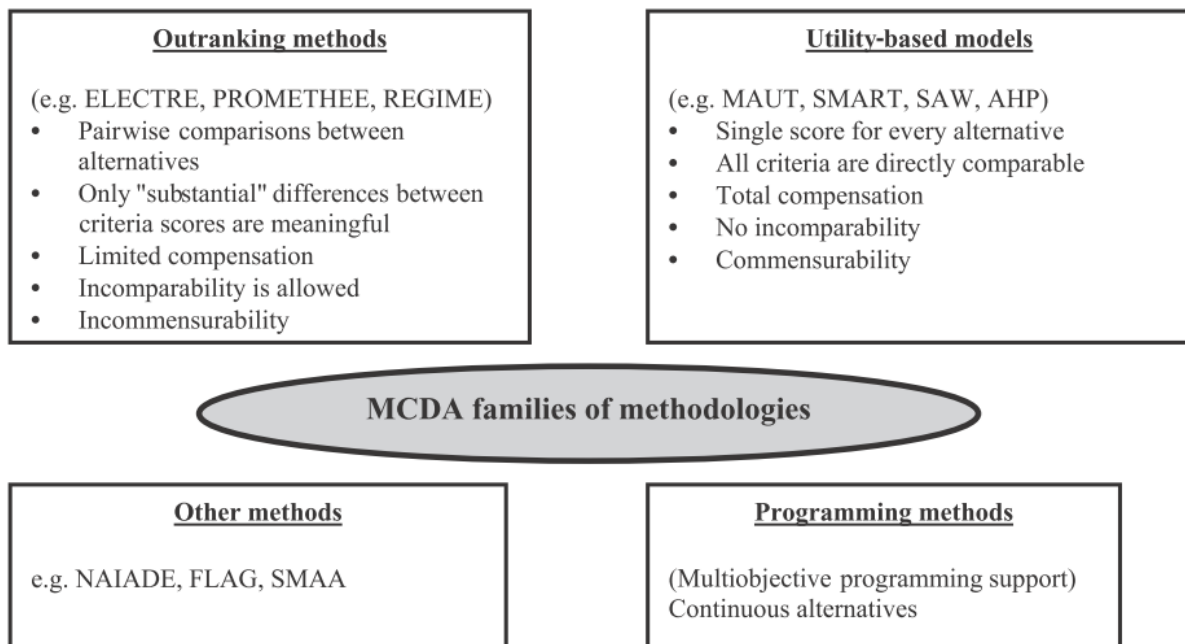 Outranking methods
(e.g. ELECTRE, PROMETHEE, REGIME)
• Pairwise comparisons between
alternatives
• Only "substantial" differences between
criteria scores are meaningful
• Limited compensation
• Incomparability is allowed
• Incommensurability
Utility-based models
(e.g. MAUT, SMART, SAW, AHP)
• Single score for every alternative
• All criteria are directly comparable
• Total compensation
• No incomparability
• Commensurability
MCDA families of methodologies
Other methods
e.g. NAIADE, FLAG, SMAA
Programming methods
(Multiobjective programming support)
Continuous alternatives